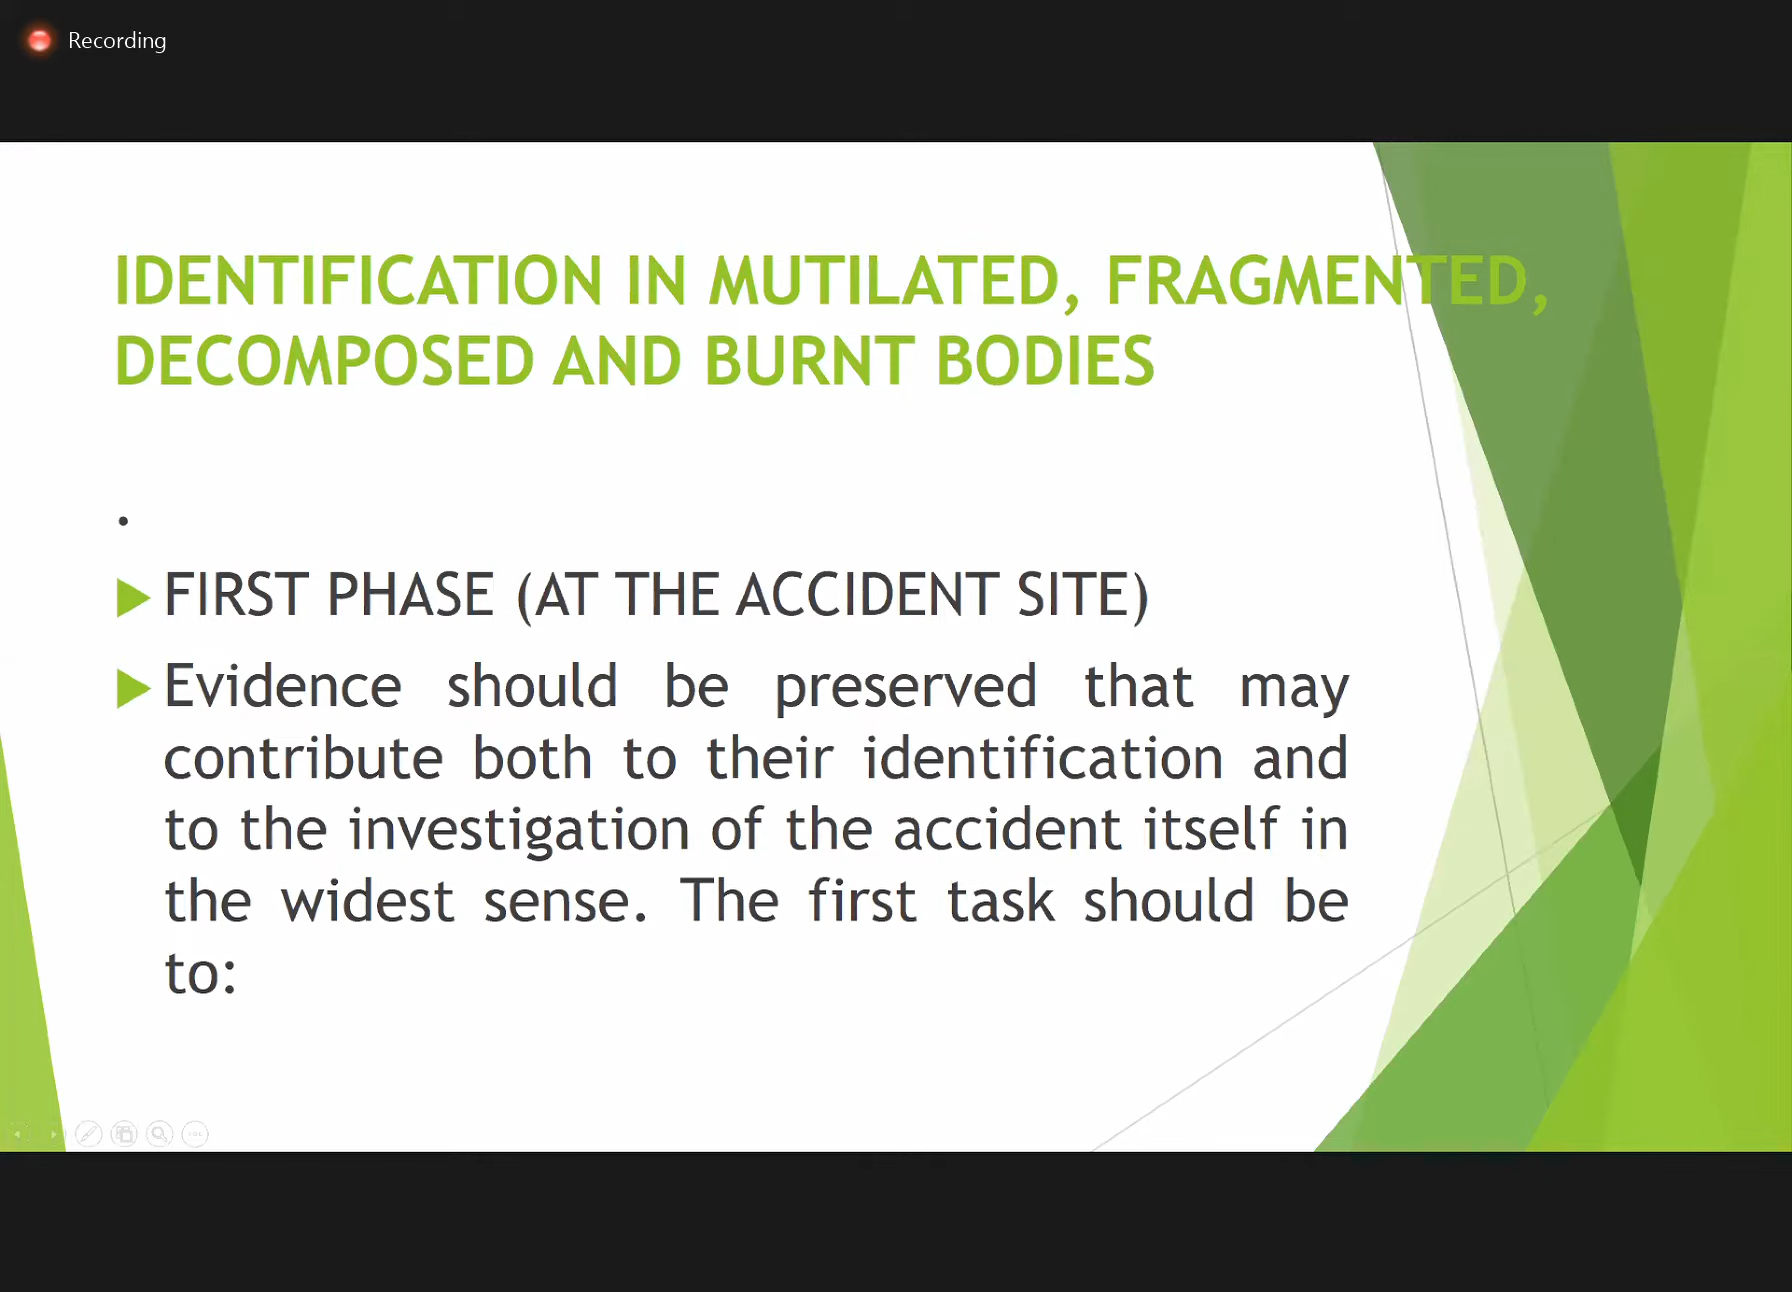 Recording
IDENTIFICATION IN MUTILATED, FRAGMENTED,
DECOMPOSED AND BURNT BODIES
.
FIRST PHASE (AT THE ACCIDENT SITE)
Evidence should be preserved that may
contribute both to their identification and
to the investigation of the accident itself in
the widest sense. The first task should be
to: